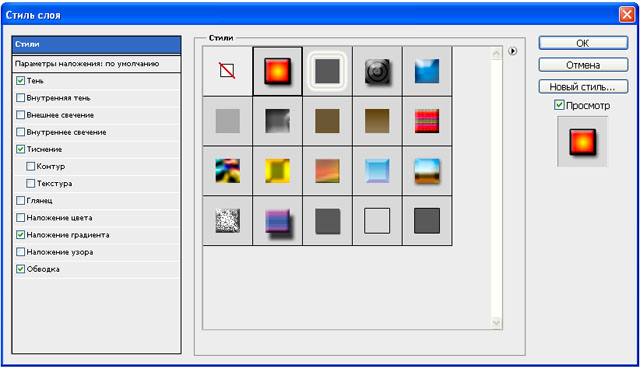 Стиль слоя
Стили
Параметры наложения: по умолчанию
Тень
Внутренняя тень
Внешнее свечение
Внутреннее свечение
Тиснение
Контур
Текстура
Глянец
Наложение цвета
Наложение градиента
Наложение узора
Обводка
Стили
OK
Отмена
Новый стиль...
Просмотр